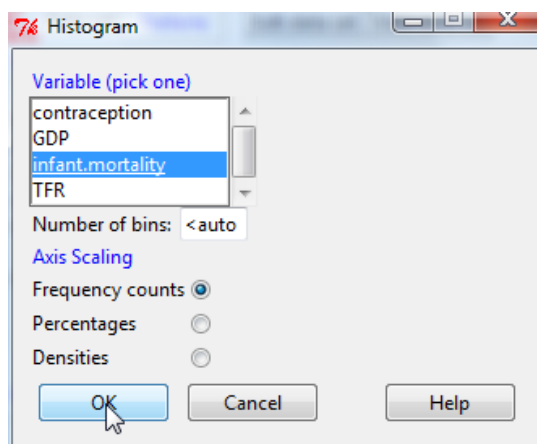 Histogram
Variable (pick one)
contraception
GDP
infant.mortality
TFR
Number of bins: <auto
Axis Scaling
Frequency counts
Percentages
Densities
OK Cancel Help